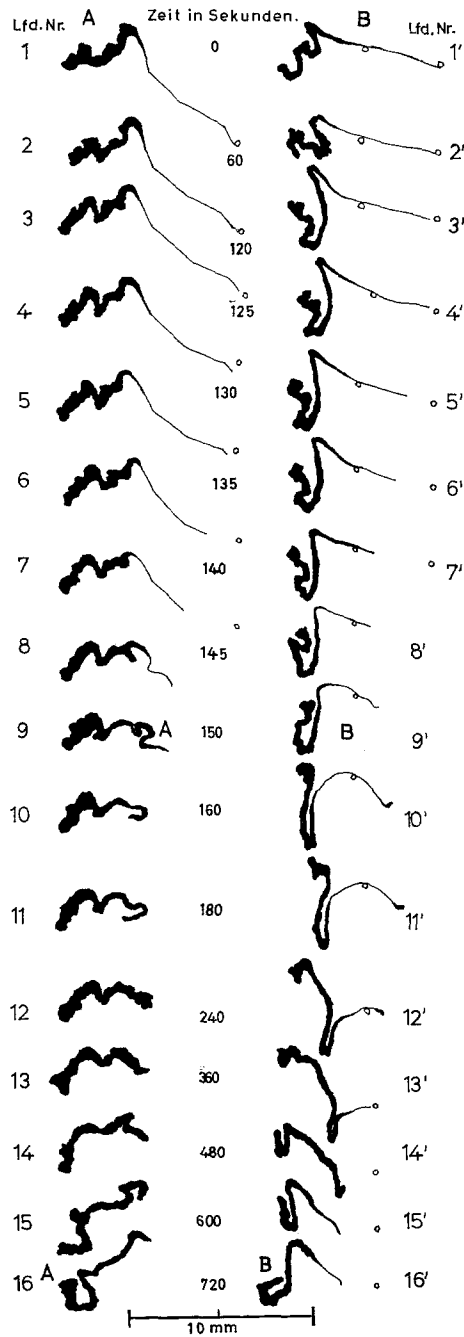 A Zeit in Sekunden. B
Lfd. Nr. Lfd. Nr.
1 0 1'
2 60 2'
3 120 3'
4 125 4'
5 130 5'
6 135 6'
7 140 7'
8 145 8'
9 A 150 B 9'
10 160 10'
11 180 11'
12 240 12'
13 360 13'
14 480 14'
15 600 15'
16 A 720 B 16'
10 mm